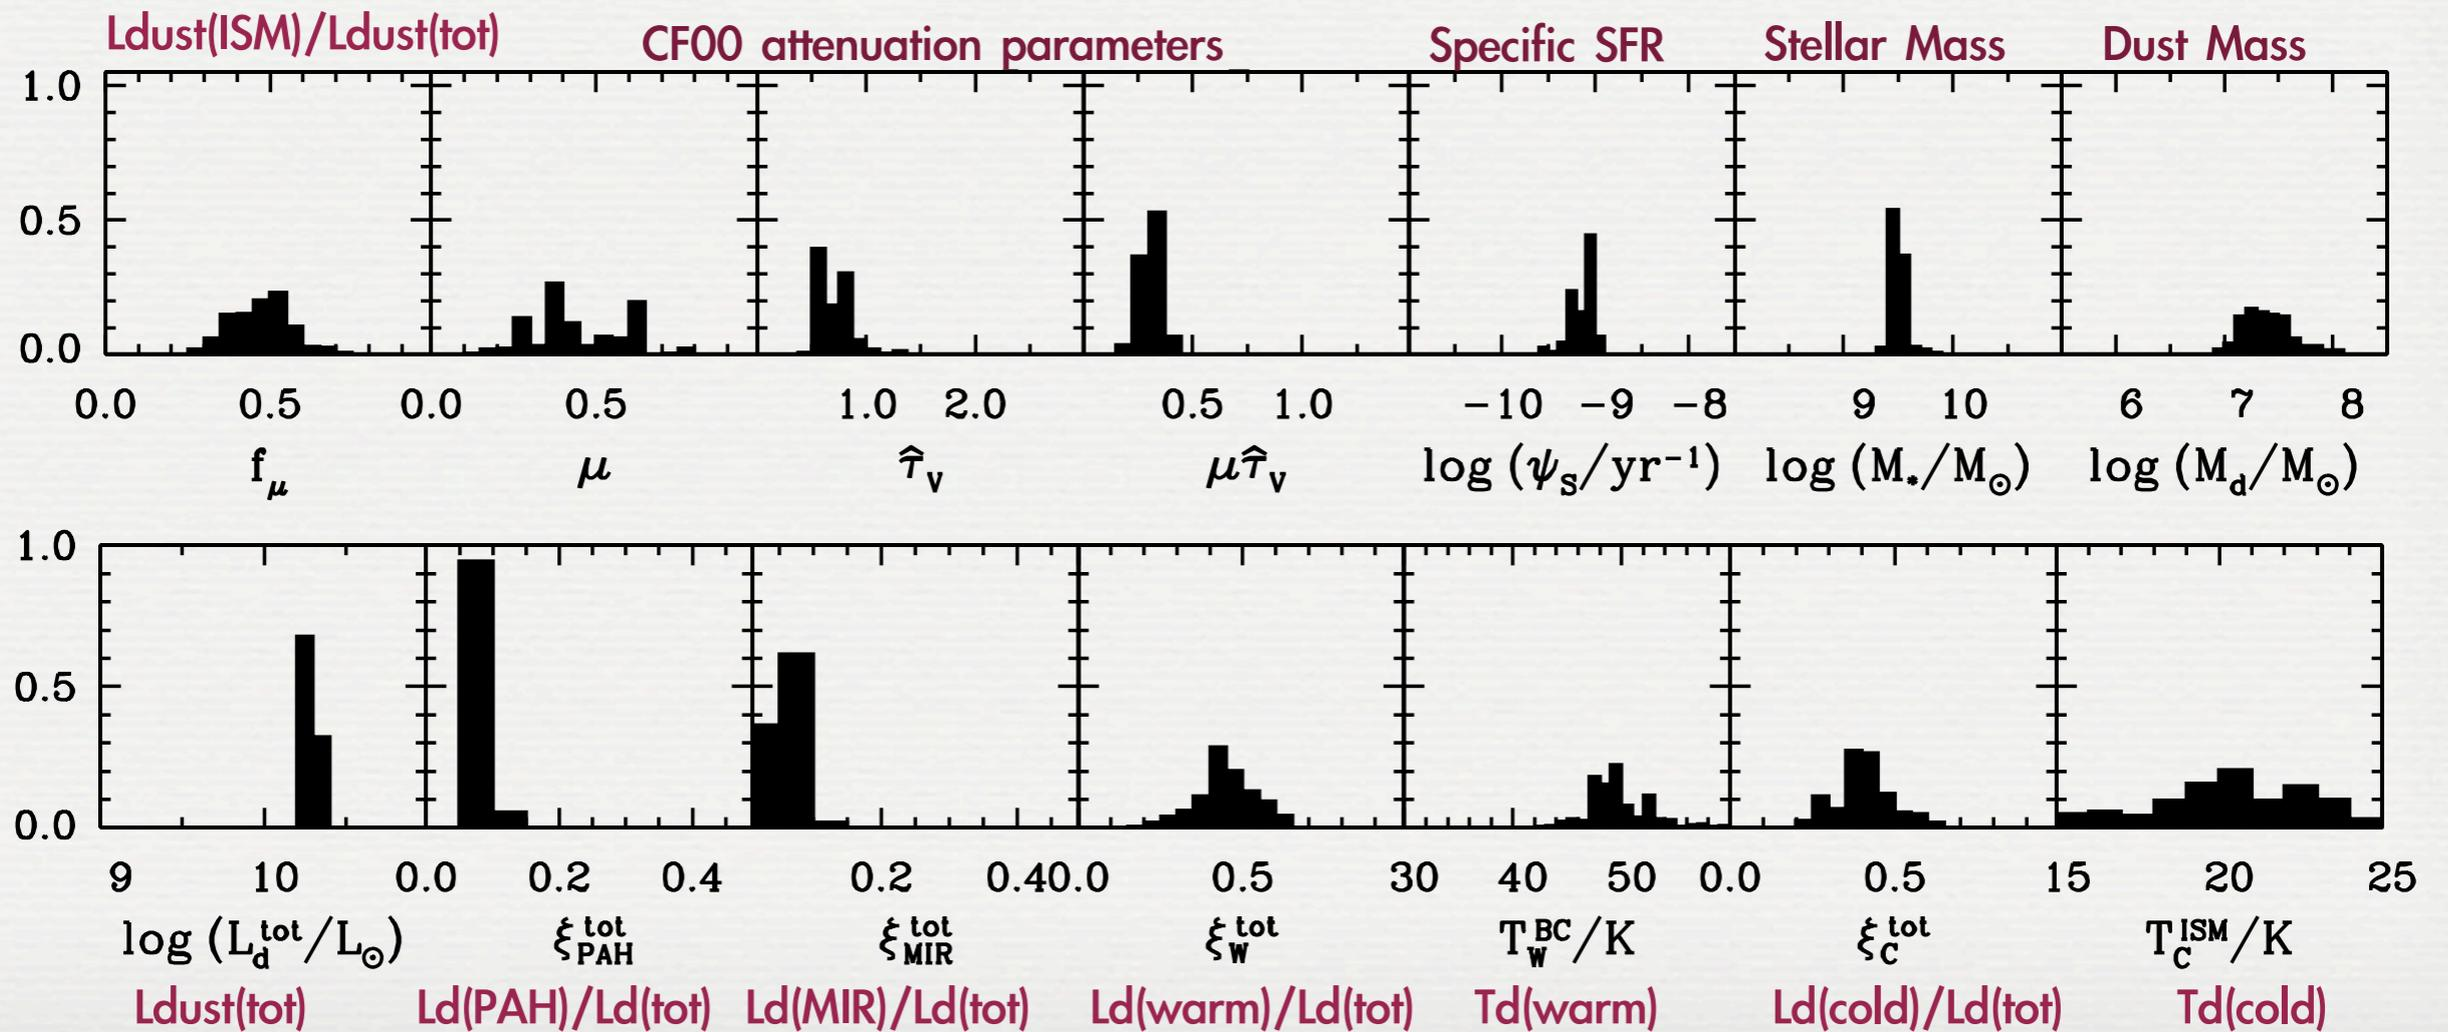 Ldust(ISM)/Ldust(tot) CF00 attenuation parameters Specific SFR Stellar Mass Dust Mass
1.0
0.5
0.0
0.0 0.5 0.0 0.5 1.0 2.0 0.5 1.0 −10 −9 −8 9 10 6 7 8
f_μ μ τ̂_V μτ̂_V log (ψ_S/yr⁻¹) log (M_*/M_⊙) log (M_d/M_⊙)
1.0
0.5
0.0
9 10 0.0 0.2 0.4 0.2 0.40.0 0.5 30 40 50 0.0 0.5 15 20 25
log (L_d^tot/L_⊙) ξ_PAH^tot ξ_MIR^tot ξ_W^tot T_W^BC/K ξ_C^tot T_C^ISM/K
Ldust(tot) Ld(PAH)/Ld(tot) Ld(MIR)/Ld(tot) Ld(warm)/Ld(tot) Td(warm) Ld(cold)/Ld(tot) Td(cold)